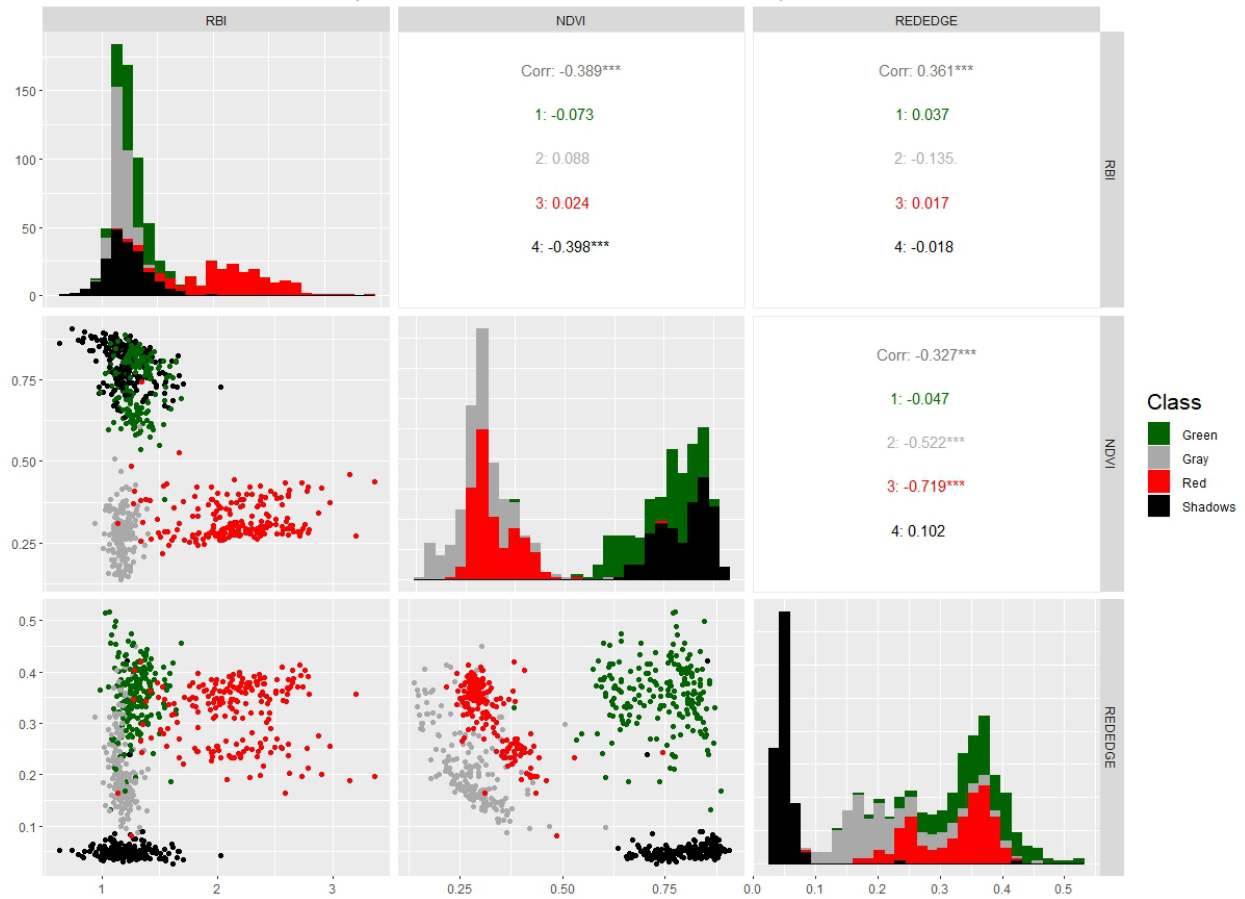 RBI NDVI REDEDGE
150
100
50
0
Corr: -0.389***
1: -0.073
2: 0.088
3: 0.024
4: -0.398***
Corr: 0.361***
1: 0.037
2: -0.135.
3: 0.017
4: -0.018
RBI
0.75
0.50
0.25
Corr: -0.327***
1: -0.047
2: -0.522***
3: -0.719***
4: 0.102
NDVI
0.5
0.4
0.3
0.2
0.1
REDEDGE
1 2 3
0.25 0.50 0.75
0.0 0.1 0.2 0.3 0.4 0.5
Class
Green
Gray
Red
Shadows